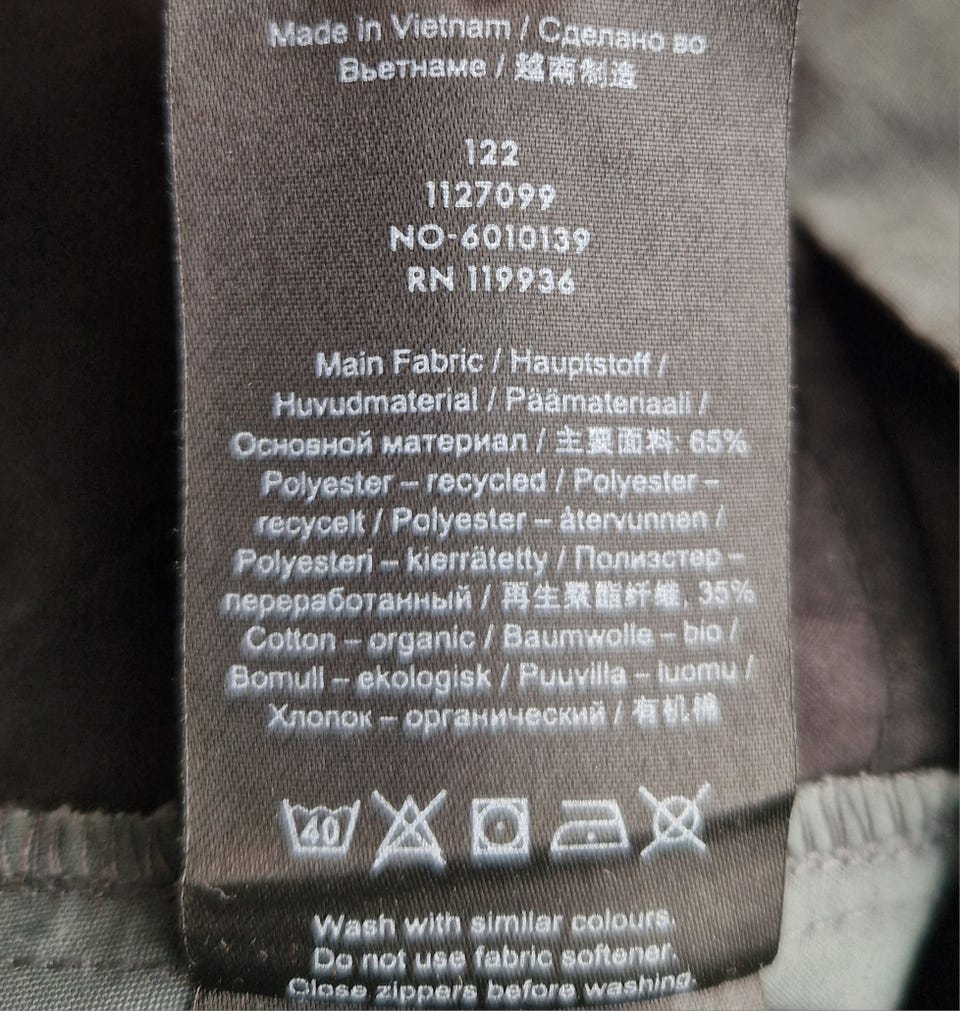 Made in Vietnam / Сделано во
Вьетнаме / 越南制造
122
1127099
NO-6010139
RN 119936
Main Fabric / Hauptstoff /
Huvudmaterial / Päämateriaali /
Основной материал / 主要面料: 65%
Polyester – recycled / Polyester –
recycelt / Polyester – återvunnen /
Polyesteri – kierrätetty / Полиэстер –
переработанный / 再生聚酯纤维, 35%
Cotton – organic / Baumwolle – bio /
Bomull – ekologisk / Puuvilla – luomu /
Хлопок – органический / 有机棉
40
Wash with similar colours.
Do not use fabric softener.
Close zippers before washing.